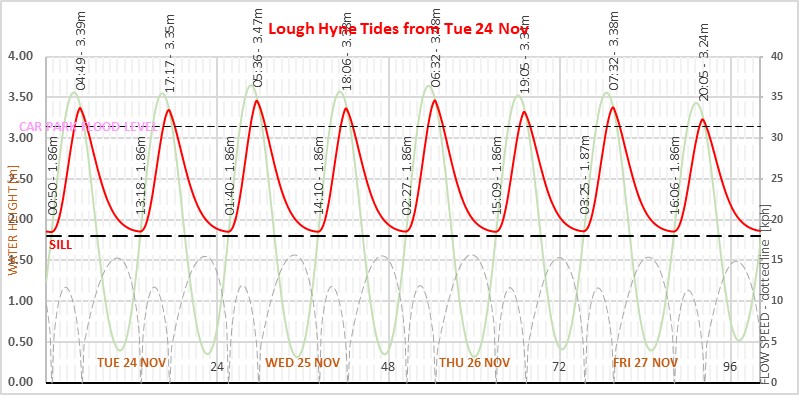 Lough Hyne Tides from Tue 24 Nov
04:49 - 3.39m
17:17 - 3.35m
05:36 - 3.47m
18:06 - 3.38m
06:32 - 3.48m
07:32 - 3.38m
20:05 - 3.24m
4.00
3.50
3.00
2.50
2.00
1.50
1.00
0.50
0.00
WATER HEIGHT [m]
CAR PARK FLOOD LEVEL
00:50 - 1.86m
13:18 - 1.86m
01:40 - 1.86m
14:10 - 1.86m
02:27 - 1.86m
15:09 - 1.86m
03:25 - 1.87m
16:06 - 1.86m
SILL
TUE 24 NOV
24
WED 25 NOV
48
THU 26 NOV
72
FRI 27 NOV
96
40
35
30
25
20
15
10
5
0
FLOW SPEED - dotted line [kph]